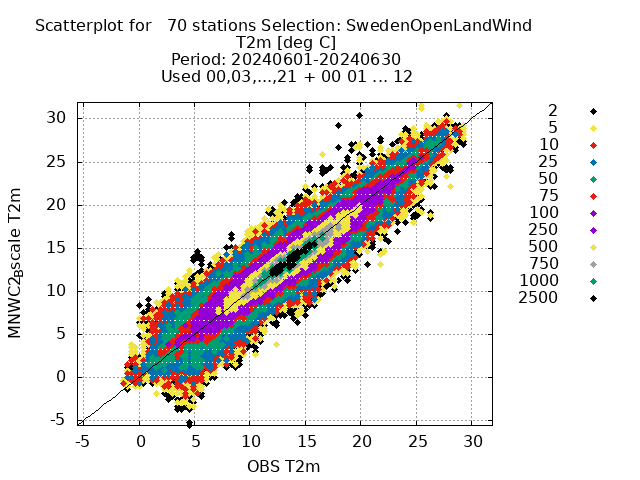 Scatterplot for 70 stations Selection: SwedenOpenLandWind
T2m [deg C]
Period: 20240601-20240630
Used 00,03,...,21 + 00 01 ... 12
30
25
20
15
10
5
0
-5
-5 0 5 10 15 20 25 30
MNWC2Bscale T2m
OBS T2m
2
5
10
25
50
75
100
250
500
750
1000
2500